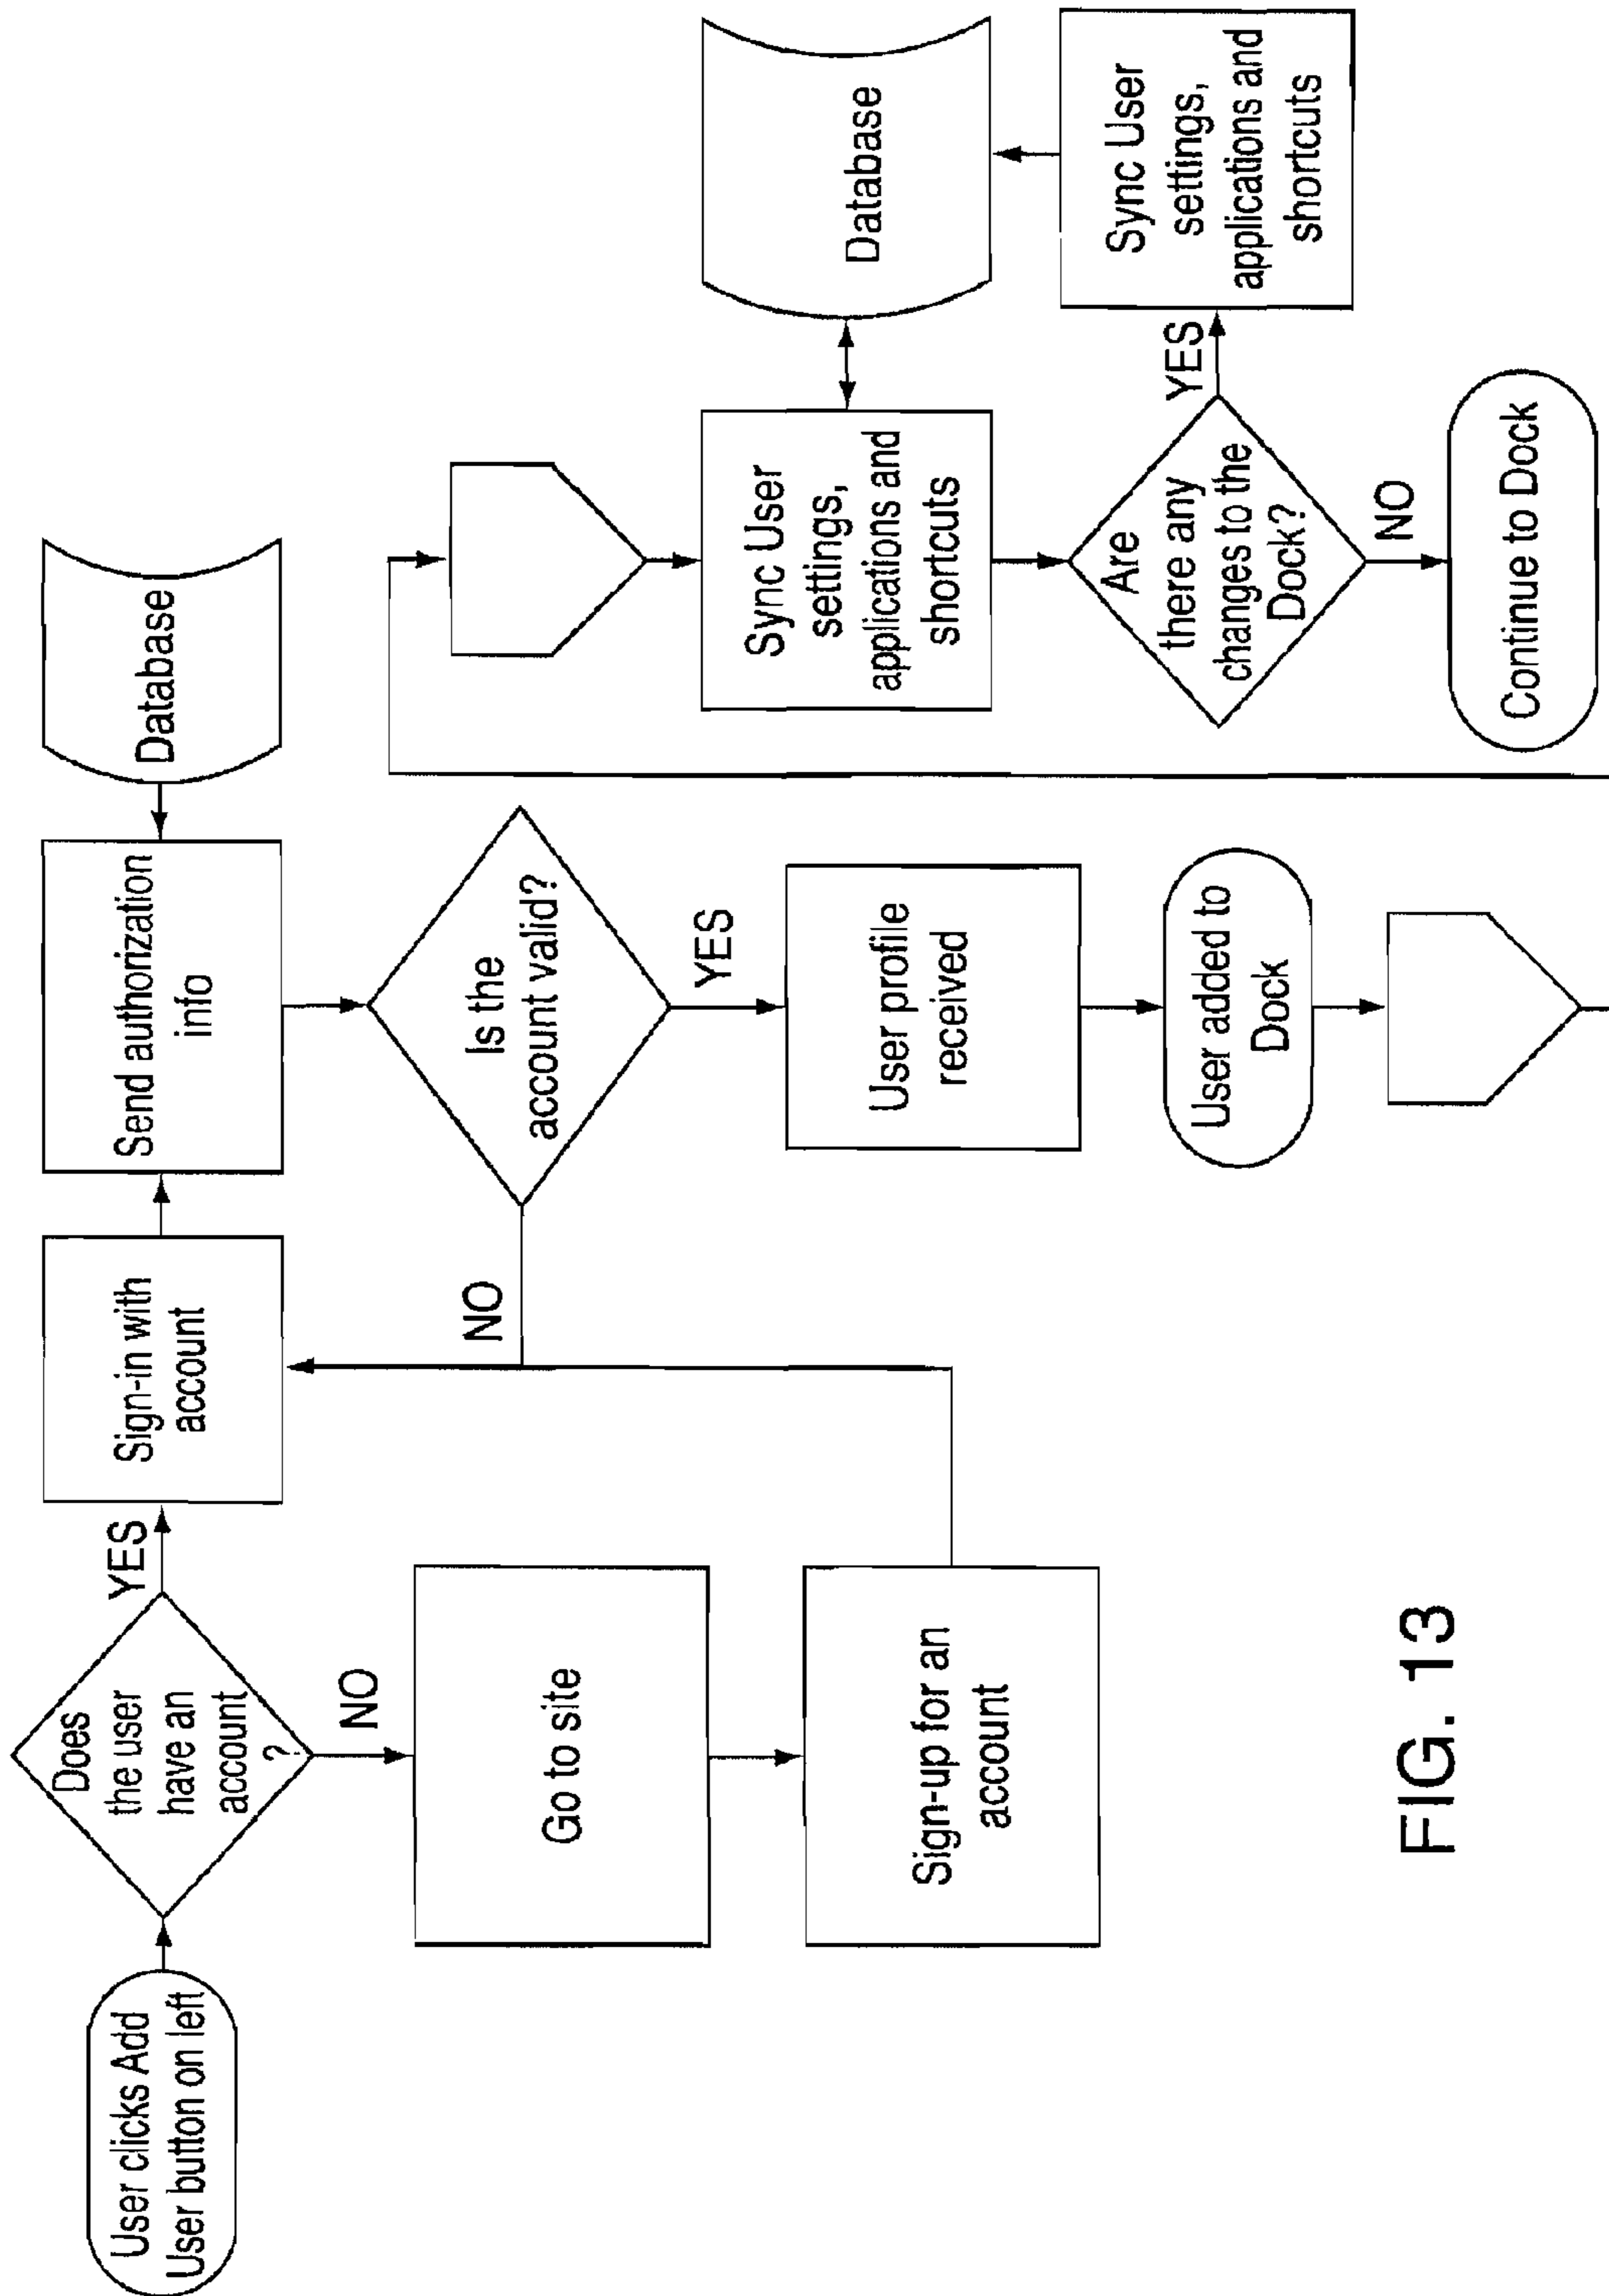 User clicks Add
User button on left
Does
the user
have an
account
?
YES
NO
Go to site
Sign-up for an
account
Sign-in with
account
Send authorization
info
Database
Is the
account valid?
NO
YES
User profile
received
User added to
Dock
Sync User
settings,
applications and
shortcuts
Database
Are
there any
changes to the
Dock?
YES
Sync User
settings,
applications and
shortcuts
NO
Continue to Dock
FIG. 13